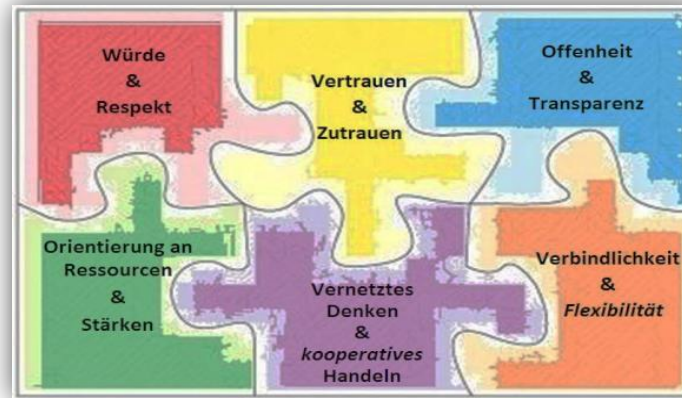 Würde
&
Respekt
Vertrauen
&
Zutrauen
Offenheit
&
Transparenz
Orientierung an
Ressourcen
&
Stärken
Vernetztes
Denken
&
kooperatives
Handeln
Verbindlichkeit
&
Flexibilität